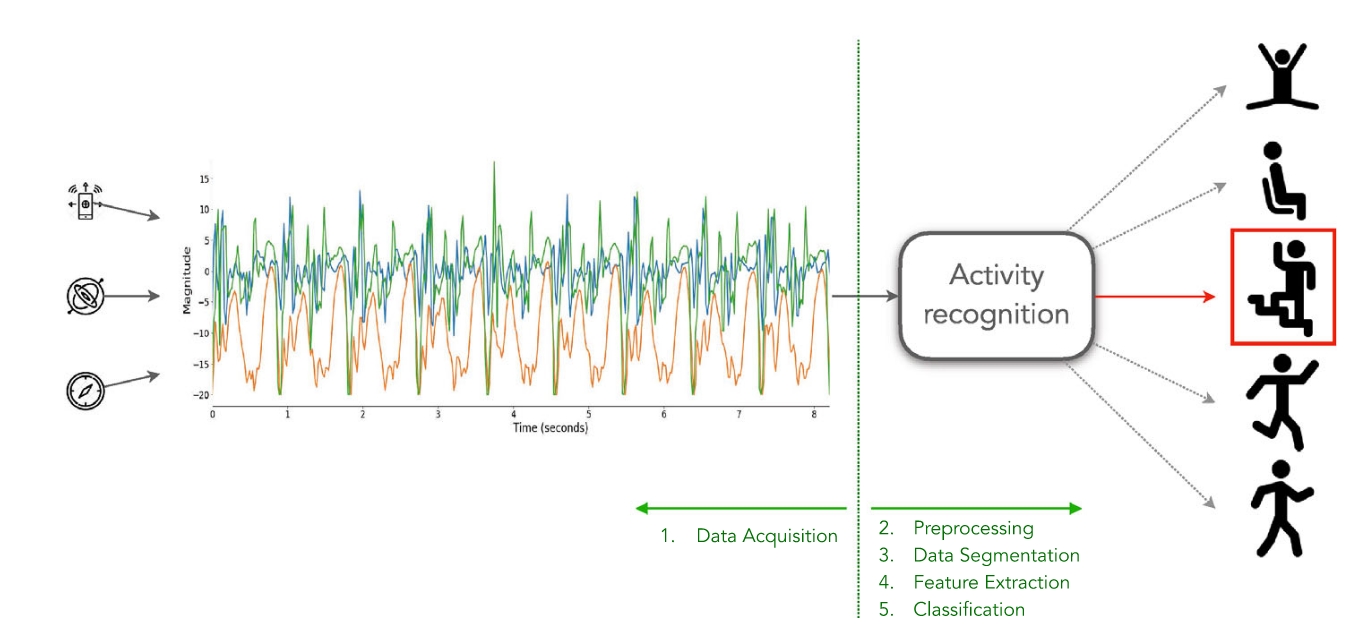 15
10
5
0
−5
−10
−15
−20
Magnitude
0 1 2 3 4 5 6 7 8
Time (seconds)
Activity
recognition
1. Data Acquisition
2. Preprocessing
3. Data Segmentation
4. Feature Extraction
5. Classification